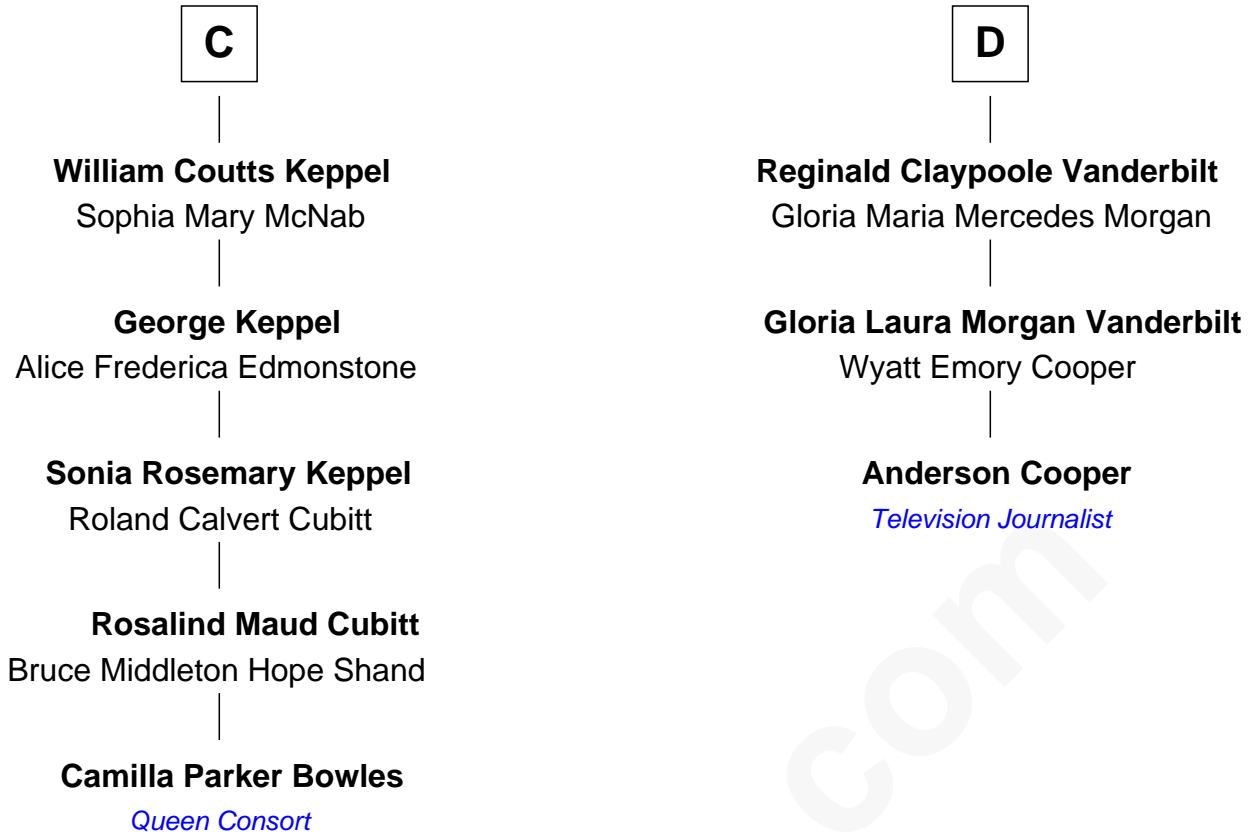 C
William Coutts Keppel
Sophia Mary McNab
George Keppel
Alice Frederica Edmonstone
Sonia Rosemary Keppel
Roland Calvert Cubitt
Rosalind Maud Cubitt
Bruce Middleton Hope Shand
Camilla Parker Bowles
Queen Consort
D
Reginald Claypoole Vanderbilt
Gloria Maria Mercedes Morgan
Gloria Laura Morgan Vanderbilt
Wyatt Emory Cooper
Anderson Cooper
Television Journalist
com